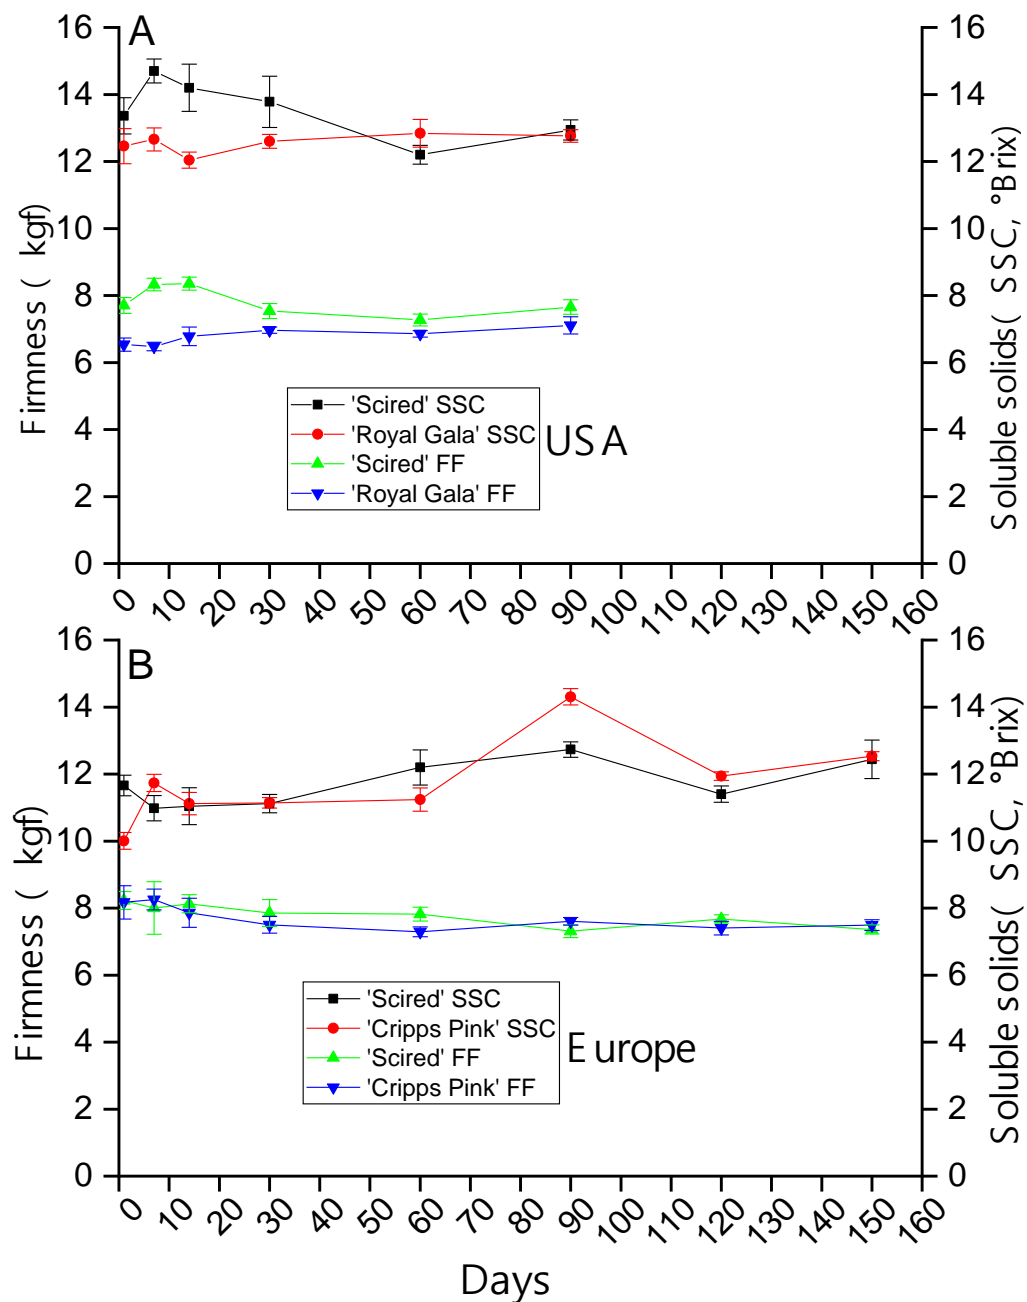 A
16
14
12
10
8
6
4
2
0
Firmness ( kgf)
16
14
12
10
8
6
4
2
0
Soluble solids( SSC, °Brix)
'Scired' SSC
'Royal Gala' SSC
'Scired' FF
'Royal Gala' FF
USA
0 10 20 30 40 50 60 70 80 90 100 110 120 130 140 150 160
B
16
14
12
10
8
6
4
2
0
Firmness ( kgf)
16
14
12
10
8
6
4
2
0
Soluble solids( SSC, °Brix)
'Scired' SSC
'Cripps Pink' SSC
'Scired' FF
'Cripps Pink' FF
Europe
0 10 20 30 40 50 60 70 80 90 100 110 120 130 140 150 160
Days